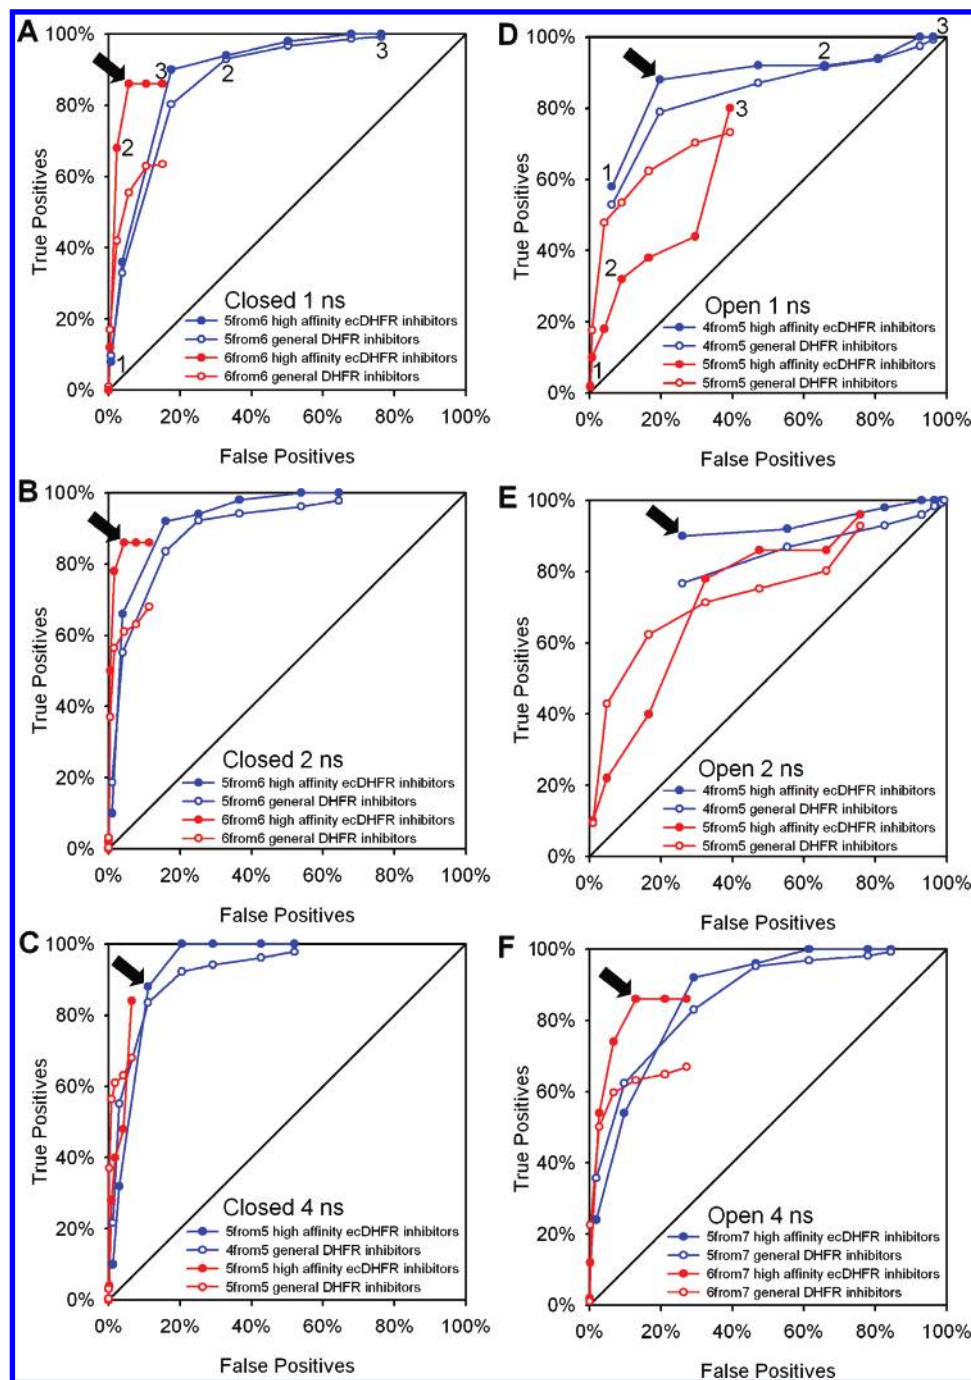 A
100%
80%
60%
40%
20%
0%
True Positives
3
2
3
2
1
Closed 1 ns
5from6 high affinity ecDHFR inhibitors
5from6 general DHFR inhibitors
6from6 high affinity ecDHFR inhibitors
6from6 general DHFR inhibitors
0% 20% 40% 60% 80% 100%
False Positives
D
100%
80%
60%
40%
20%
0%
True Positives
3
2
1
3
2
1
Open 1 ns
4from5 high affinity ecDHFR inhibitors
4from5 general DHFR inhibitors
5from5 high affinity ecDHFR inhibitors
5from5 general DHFR inhibitors
0% 20% 40% 60% 80% 100%
False Positives
B
100%
80%
60%
40%
20%
0%
True Positives
Closed 2 ns
5from6 high affinity ecDHFR inhibitors
5from6 general DHFR inhibitors
6from6 high affinity ecDHFR inhibitors
6from6 general DHFR inhibitors
0% 20% 40% 60% 80% 100%
False Positives
E
100%
80%
60%
40%
20%
0%
True Positives
Open 2 ns
4from5 high affinity ecDHFR inhibitors
4from5 general DHFR inhibitors
5from5 high affinity ecDHFR inhibitors
5from5 general DHFR inhibitors
0% 20% 40% 60% 80% 100%
False Positives
C
100%
80%
60%
40%
20%
0%
True Positives
Closed 4 ns
5from5 high affinity ecDHFR inhibitors
4from5 general DHFR inhibitors
5from5 high affinity ecDHFR inhibitors
5from5 general DHFR inhibitors
0% 20% 40% 60% 80% 100%
False Positives
F
100%
80%
60%
40%
20%
0%
True Positives
Open 4 ns
5from7 high affinity ecDHFR inhibitors
5from7 general DHFR inhibitors
6from7 high affinity ecDHFR inhibitors
6from7 general DHFR inhibitors
0% 20% 40% 60% 80% 100%
False Positives